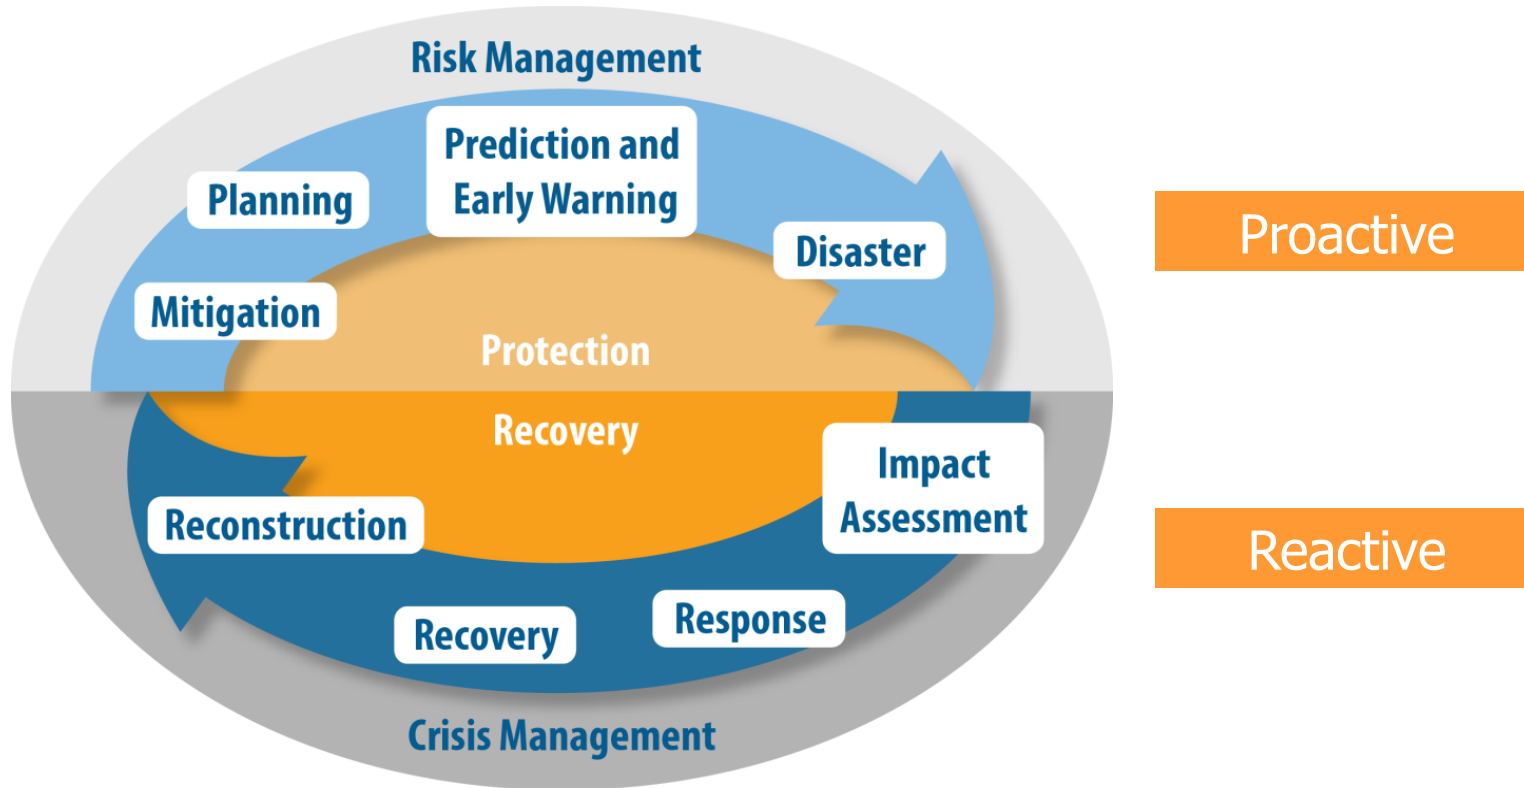 Risk Management
Prediction and
Early Warning
Planning
Disaster
Mitigation
Protection
Recovery
Impact
Assessment
Reconstruction
Response
Recovery
Crisis Management
Proactive
Reactive